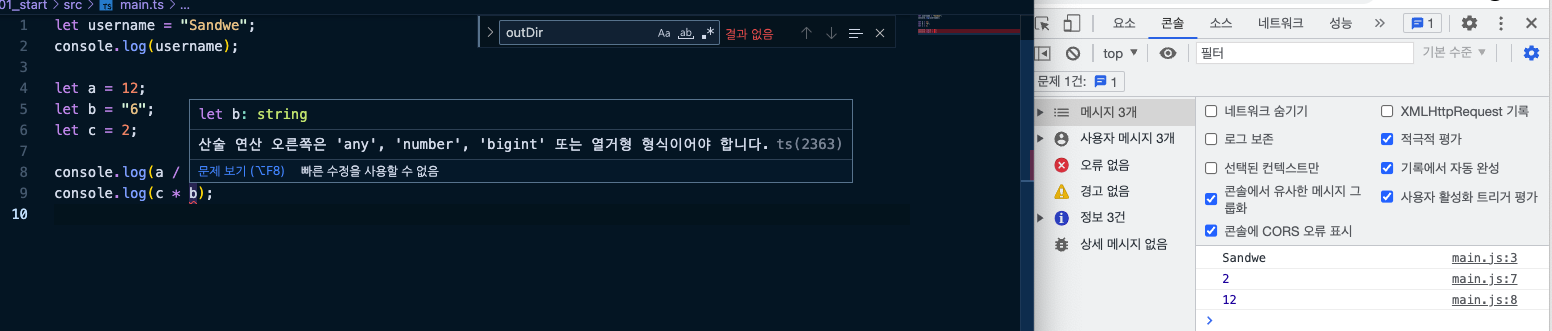 01_start > src > TS main.ts > ...
1 let username = "Sandwe";
2 console.log(username);
3
4 let a = 12;
5 let b = "6";
6 let c = 2;
7
8 console.log(a /
9 console.log(c * b);
10
outDir Aa ab .* 결과 없음
let b: string
산술 연산 오른쪽은 'any', 'number', 'bigint' 또는 열거형 형식이어야 합니다. ts(2363)
문제 보기 (⌥F8) 빠른 수정을 사용할 수 없음
요소 콘솔 소스 네트워크 성능 » 1
top ▼ 필터 기본 수준 ▼
문제 1건: 1
메시지 3개
사용자 메시지 3개
오류 없음
경고 없음
정보 3건
상세 메시지 없음
네트워크 숨기기 XMLHttpRequest 기록
로그 보존 적극적 평가
선택된 컨텍스트만 기록에서 자동 완성
콘솔에서 유사한 메시지 그
룹화 사용자 활성화 트리거 평가
콘솔에 CORS 오류 표시
Sandwe main.js:3
2 main.js:7
12 main.js:8
>